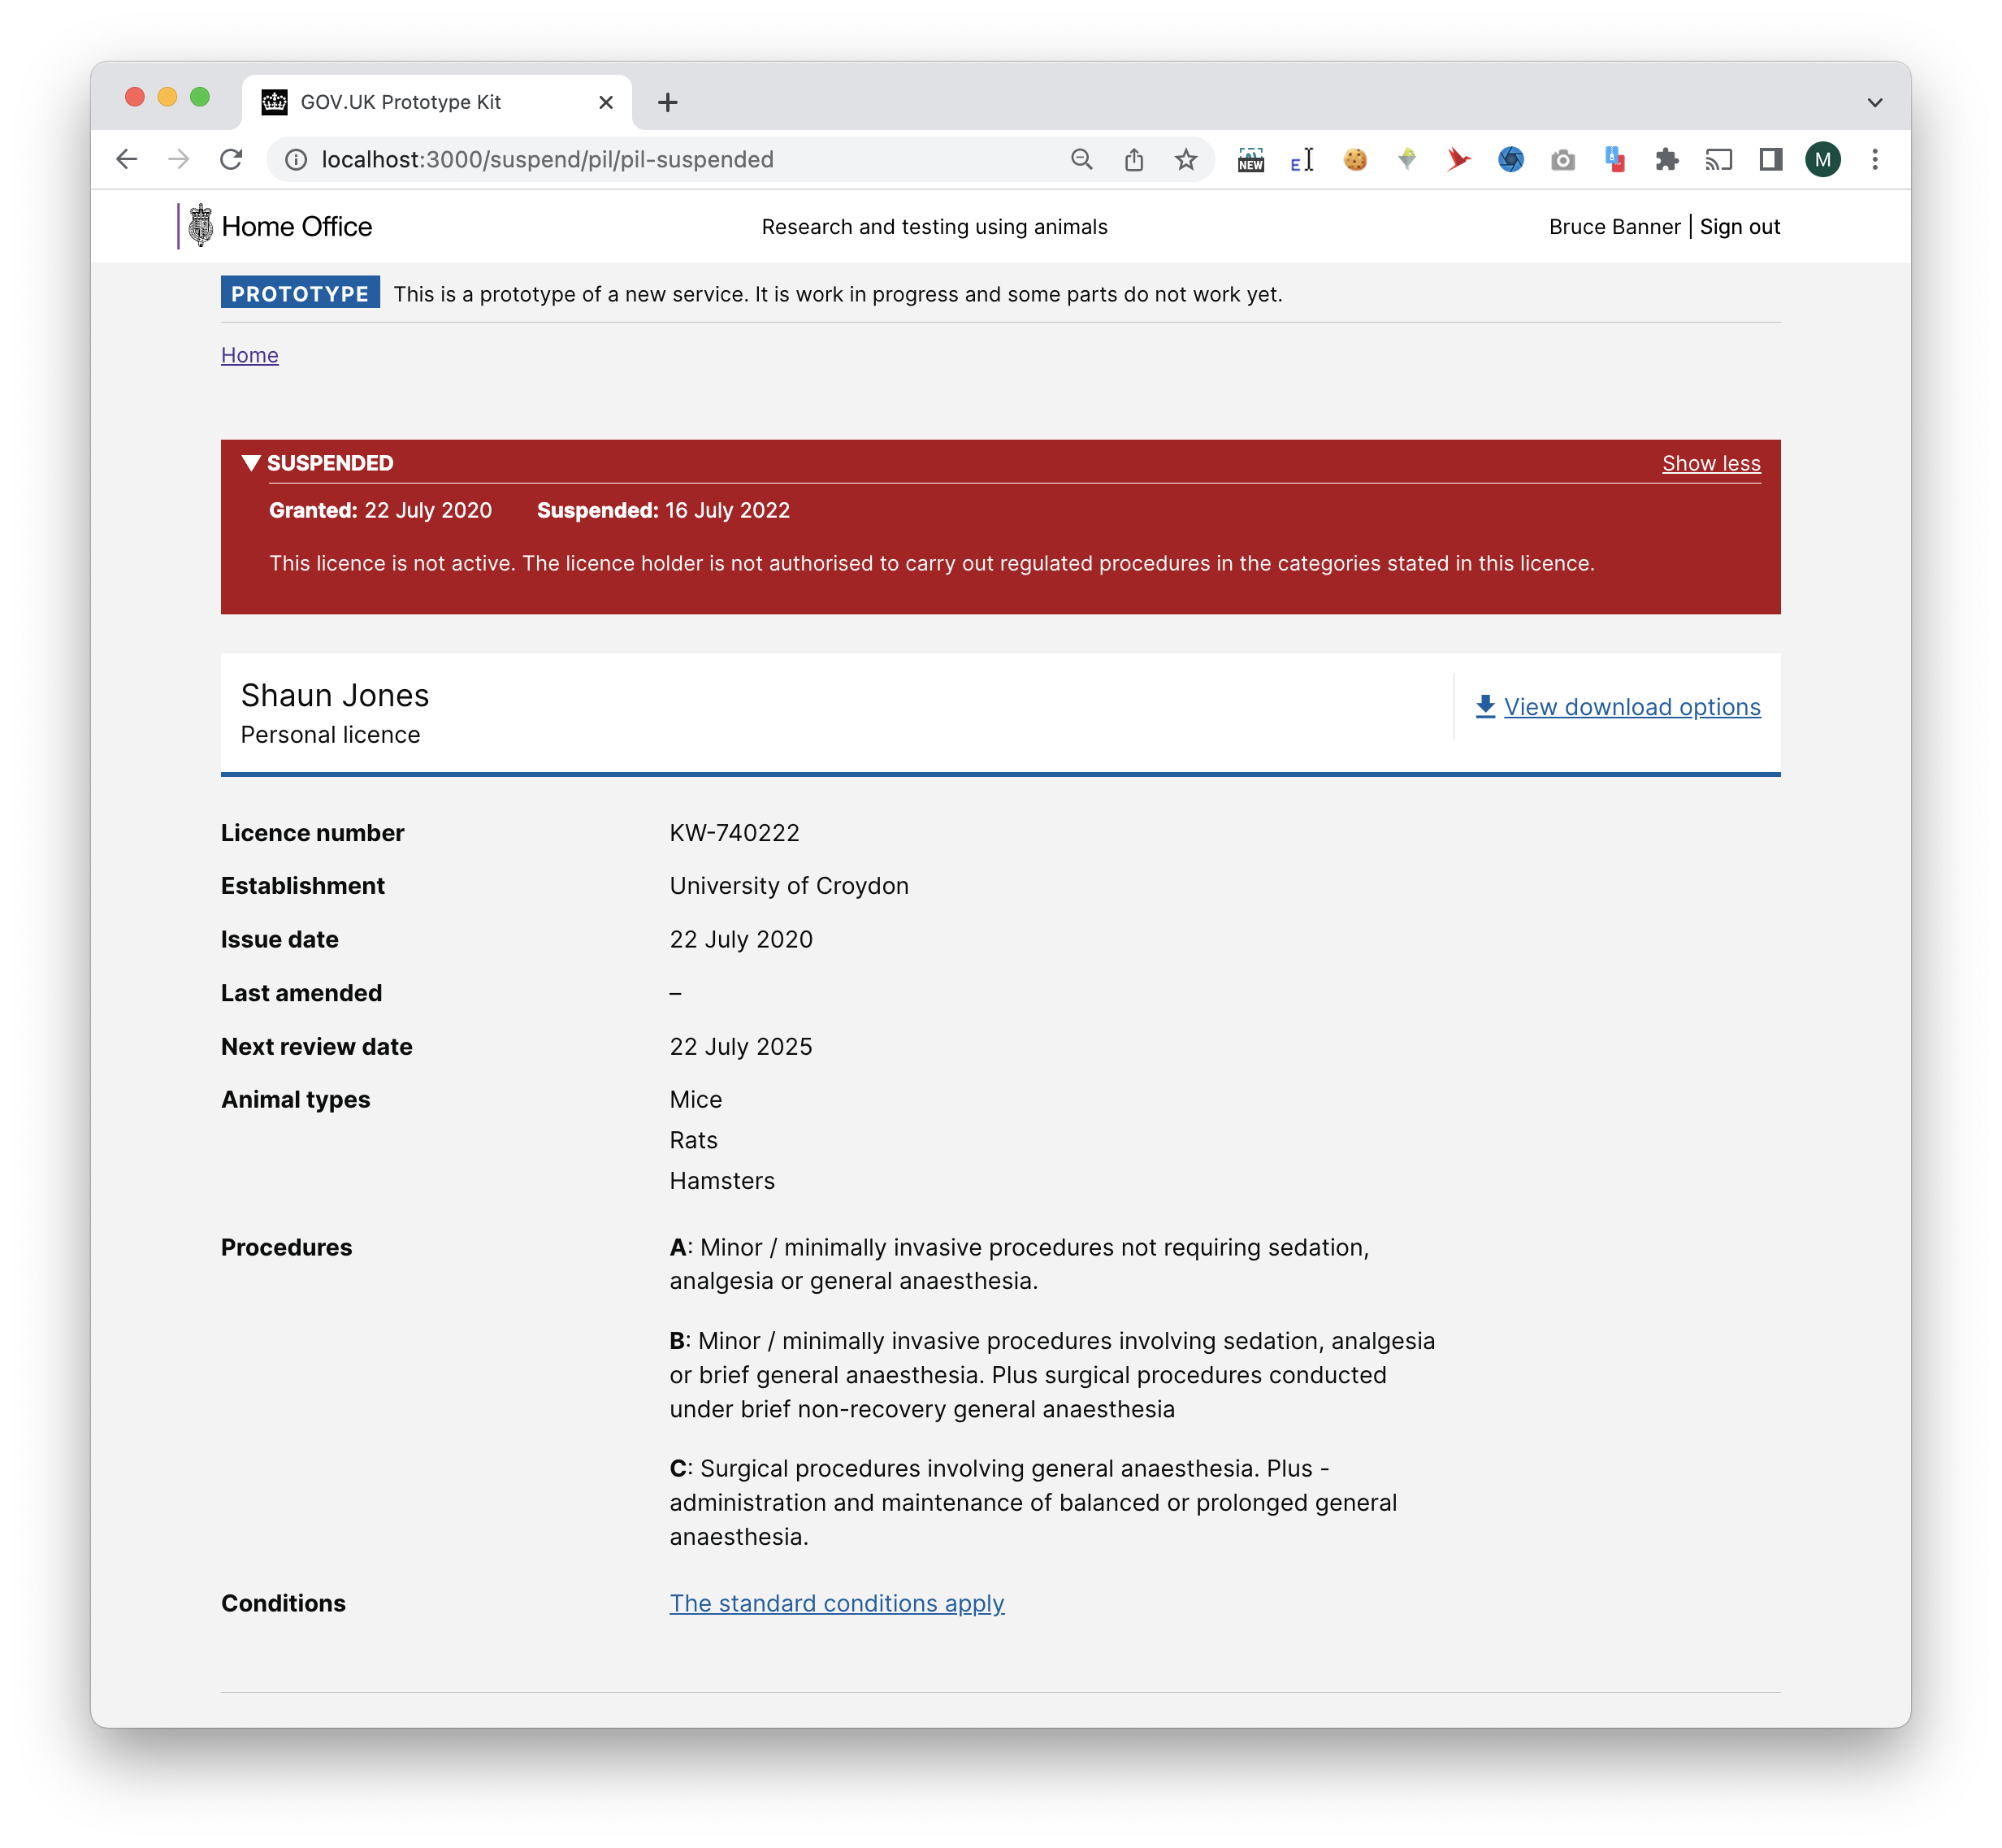 GOV.UK Prototype Kit
localhost:3000/suspend/pil/pil-suspended
NEW
E
M
Home Office
Research and testing using animals
Bruce Banner | Sign out
PROTOTYPE This is a prototype of a new service. It is work in progress and some parts do not work yet.
Home
SUSPENDED
Show less
Granted: 22 July 2020 Suspended: 16 July 2022
This licence is not active. The licence holder is not authorised to carry out regulated procedures in the categories stated in this licence.
Shaun Jones
Personal licence
View download options
Licence number KW-740222
Establishment University of Croydon
Issue date 22 July 2020
Last amended –
Next review date 22 July 2025
Animal types Mice
Rats
Hamsters
Procedures A: Minor / minimally invasive procedures not requiring sedation,
analgesia or general anaesthesia.
B: Minor / minimally invasive procedures involving sedation, analgesia
or brief general anaesthesia. Plus surgical procedures conducted
under brief non-recovery general anaesthesia
C: Surgical procedures involving general anaesthesia. Plus -
administration and maintenance of balanced or prolonged general
anaesthesia.
Conditions The standard conditions apply